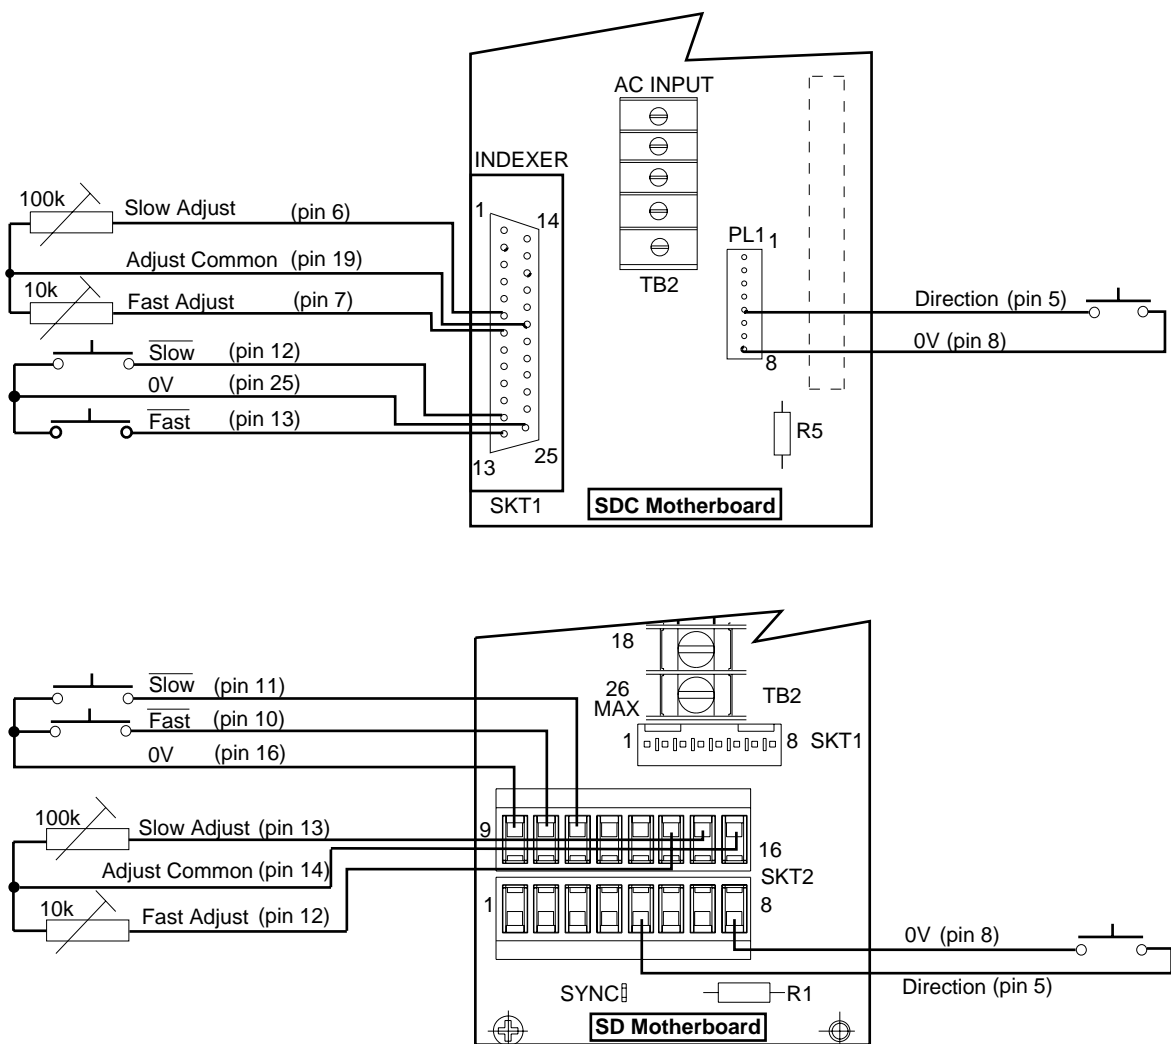 AC INPUT
INDEXER
100k
Slow Adjust (pin 6)
1
14
PL1 1
Adjust Common (pin 19)
TB2
10k
Fast Adjust (pin 7)
Direction (pin 5)
Slow (pin 12)
0V (pin 8)
8
0V (pin 25)
Fast (pin 13)
R5
13
25
SKT1
SDC Motherboard
18
Slow (pin 11)
26
MAX
TB2
Fast (pin 10)
1
8 SKT1
0V (pin 16)
100k
Slow Adjust (pin 13)
9
16
Adjust Common (pin 14)
SKT2
10k
Fast Adjust (pin 12)
1
8
0V (pin 8)
Direction (pin 5)
SYNC
R1
SD Motherboard